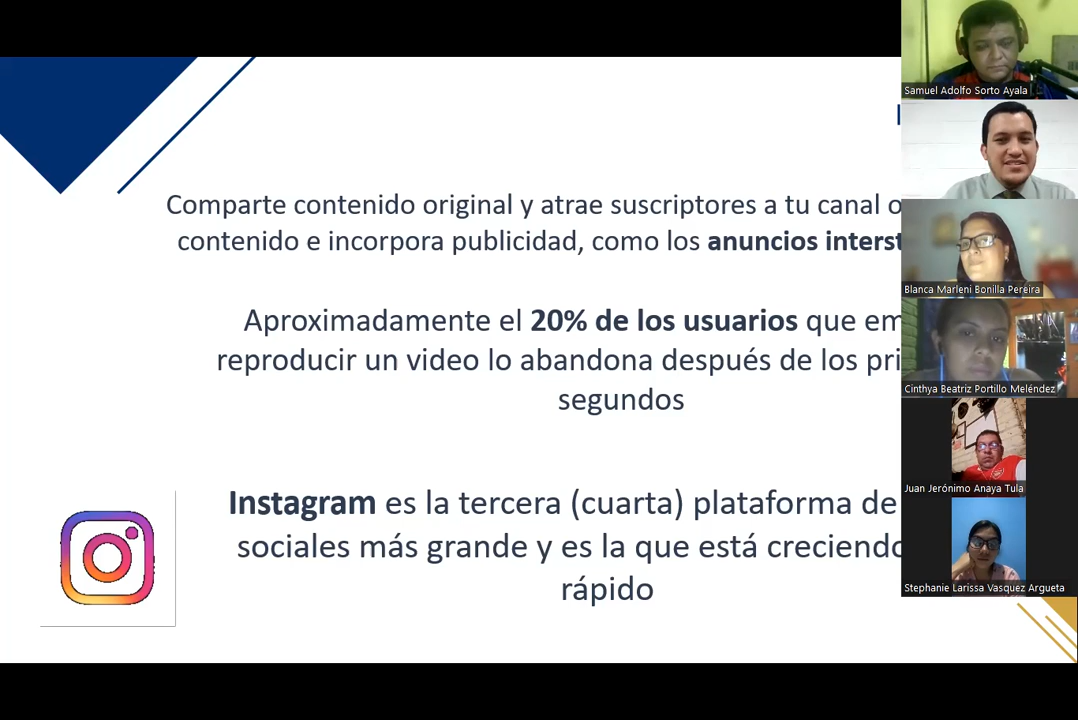 Comparte contenido original y atrae suscriptores a tu canal
contenido e incorpora publicidad, como los anuncios
Aproximadamente el 20% de los usuarios que
reproducir un video lo abandona después de los
segundos
Instagram es la tercera (cuarta) plataforma de
sociales más grande y es la que está creciendo
rápido
Samuel Adolfo Sorto Ayala
Blanca Marleni Bonilla Pereira
Cinthya Beatriz Portillo Meléndez
Juan Jerónimo Anaya Tula
Stephanie Larissa Vasquez Argueta